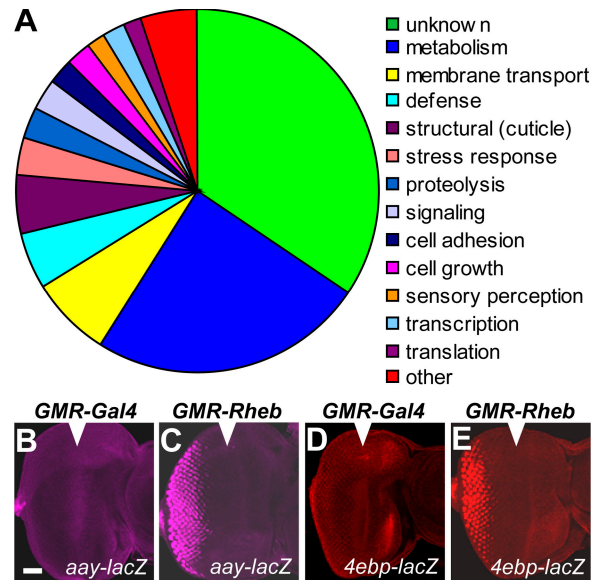 A
unknown
metabolism
membrane transport
defense
structural (cuticle)
stress response
proteolysis
signaling
cell adhesion
cell growth
sensory perception
transcription
translation
other
GMR-Gal4 GMR-Rheb GMR-Gal4 GMR-Rheb
B C D E
aay-lacZ aay-lacZ 4ebp-lacZ 4ebp-lacZ